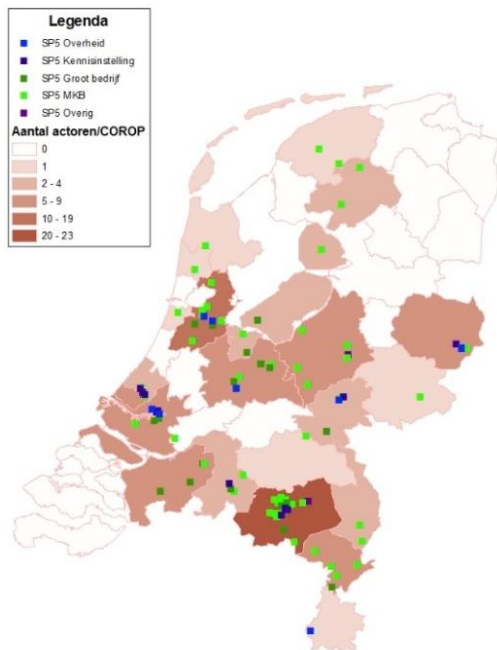 Legenda
SP5 Overheid
SP5 Kennisinstelling
SP5 Groot bedrijf
SP5 MKB
SP5 Overig
Aantal actoren/COROP
0
1
2 - 4
5 - 9
10 - 19
20 - 23